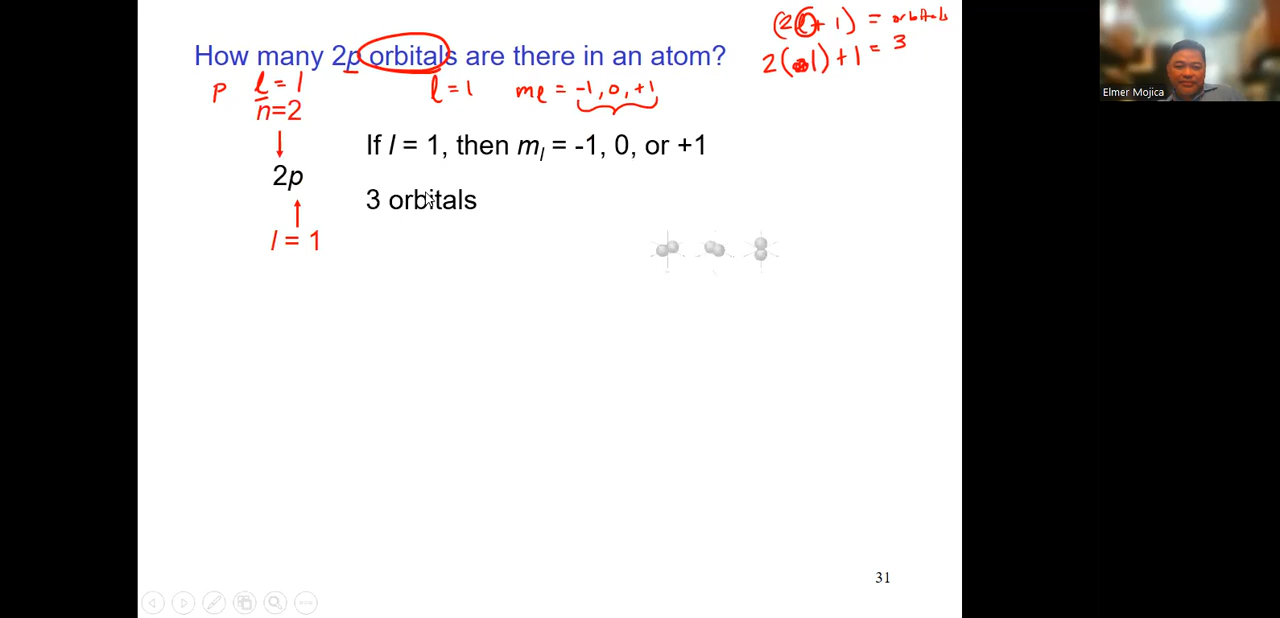 (2l + 1) = orbitals
2(1) + 1 = 3
How many 2p orbitals are there in an atom?
p l = 1
l = 1 ml = -1, 0, +1
n=2
If l = 1, then ml = -1, 0, or +1
2p
3 orbitals
l = 1
31
Elmer Mojica